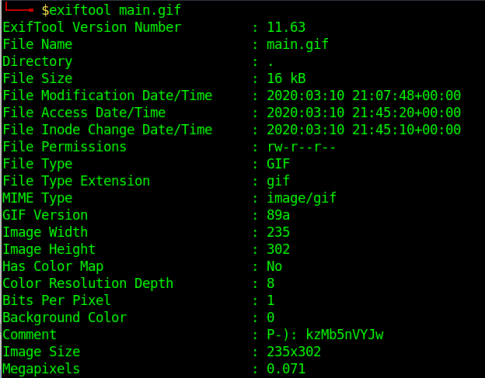 $exiftool main.gif
ExifTool Version Number : 11.63
File Name : main.gif
Directory : .
File Size : 16 kB
File Modification Date/Time : 2020:03:10 21:07:48+00:00
File Access Date/Time : 2020:03:10 21:45:20+00:00
File Inode Change Date/Time : 2020:03:10 21:45:10+00:00
File Permissions : rw-r--r--
File Type : GIF
File Type Extension : gif
MIME Type : image/gif
GIF Version : 89a
Image Width : 235
Image Height : 302
Has Color Map : No
Color Resolution Depth : 8
Bits Per Pixel : 1
Background Color : 0
Comment : P-): kzMb5nVYJw
Image Size : 235x302
Megapixels : 0.071